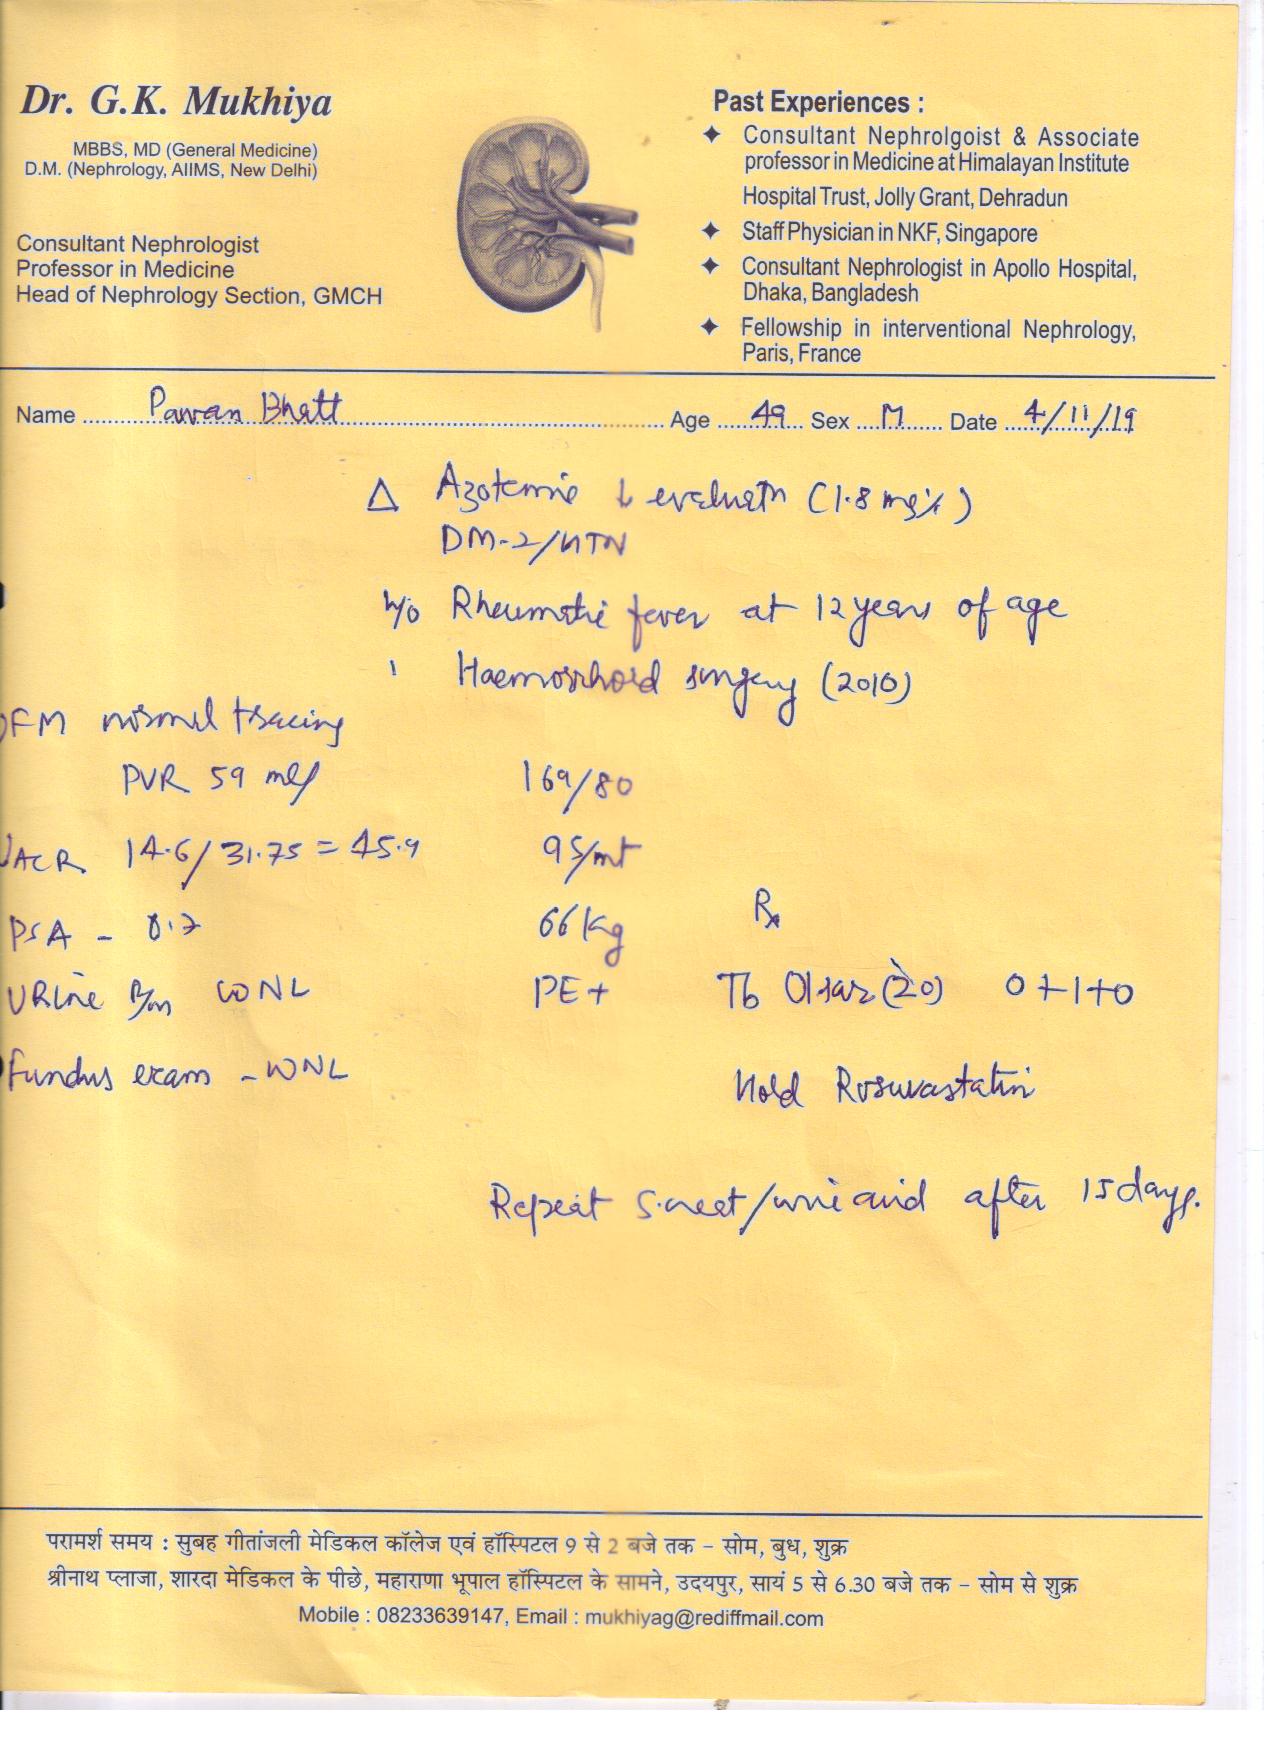 Dr. G.K. Mukhiya
MBBS, MD (General Medicine)
D.M. (Nephrology, AIIMS, New Delhi)
Consultant Nephrologist
Professor in Medicine
Head of Nephrology Section, GMCH
Past Experiences :
✦ Consultant Nephrolgoist & Associate
professor in Medicine at Himalayan Institute
Hospital Trust, Jolly Grant, Dehradun
✦ Staff Physician in NKF, Singapore
✦ Consultant Nephrologist in Apollo Hospital,
Dhaka, Bangladesh
✦ Fellowship in interventional Nephrology,
Paris, France
Name Pawan Bhatt Age 49 Sex M Date 4/11/19
Δ Azotemia ↓ evaluatn (1.8 mg%)
DM-2/HTN
h/o Rheumatic fever at 12 years of age
Haemorrhoid surgery (2010)
UFM normal tracing
PVR 59 ml
169/80
UACR 14.6/31.75 = 45.9
95/mt
PSA - 0.7
66 kg
Rx
URine R/m WNL
PE+
Tb Olsar (20) 0+1+0
Fundus exam - WNL
Hold Rosuvastatin
Repeat S.creat/uric acid after 15 days.
परामर्श समय : सुबह गीतांजली मेडिकल कॉलेज एवं हॉस्पिटल 9 से 2 बजे तक – सोम, बुध, शुक्र
श्रीनाथ प्लाजा, शारदा मेडिकल के पीछे, महाराणा भूपाल हॉस्पिटल के सामने, उदयपुर, सायं 5 से 6.30 बजे तक – सोम से शुक्र
Mobile : 08233639147, Email : mukhiyag@rediffmail.com